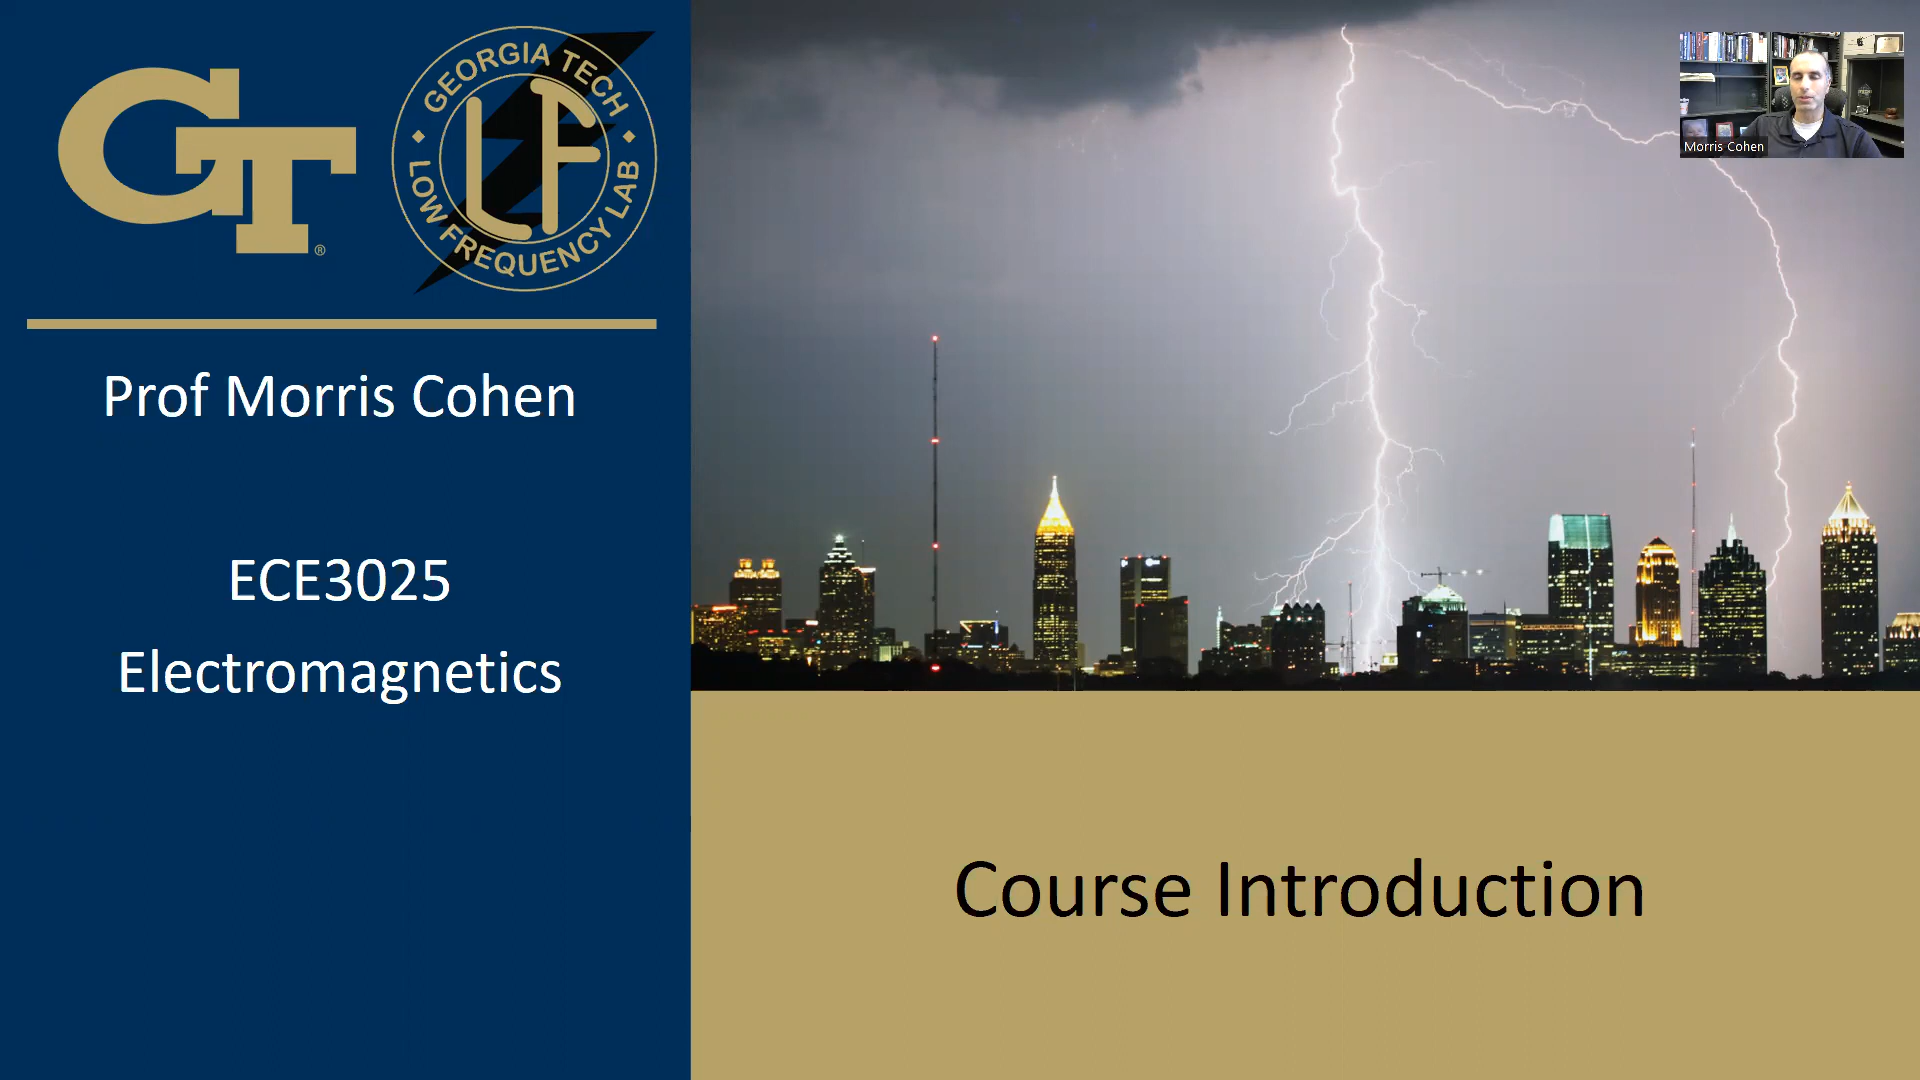 GT
®
GEORGIA TECH
LF
LOW FREQUENCY LAB
Prof Morris Cohen
ECE3025
Electromagnetics
Morris Cohen
Course Introduction